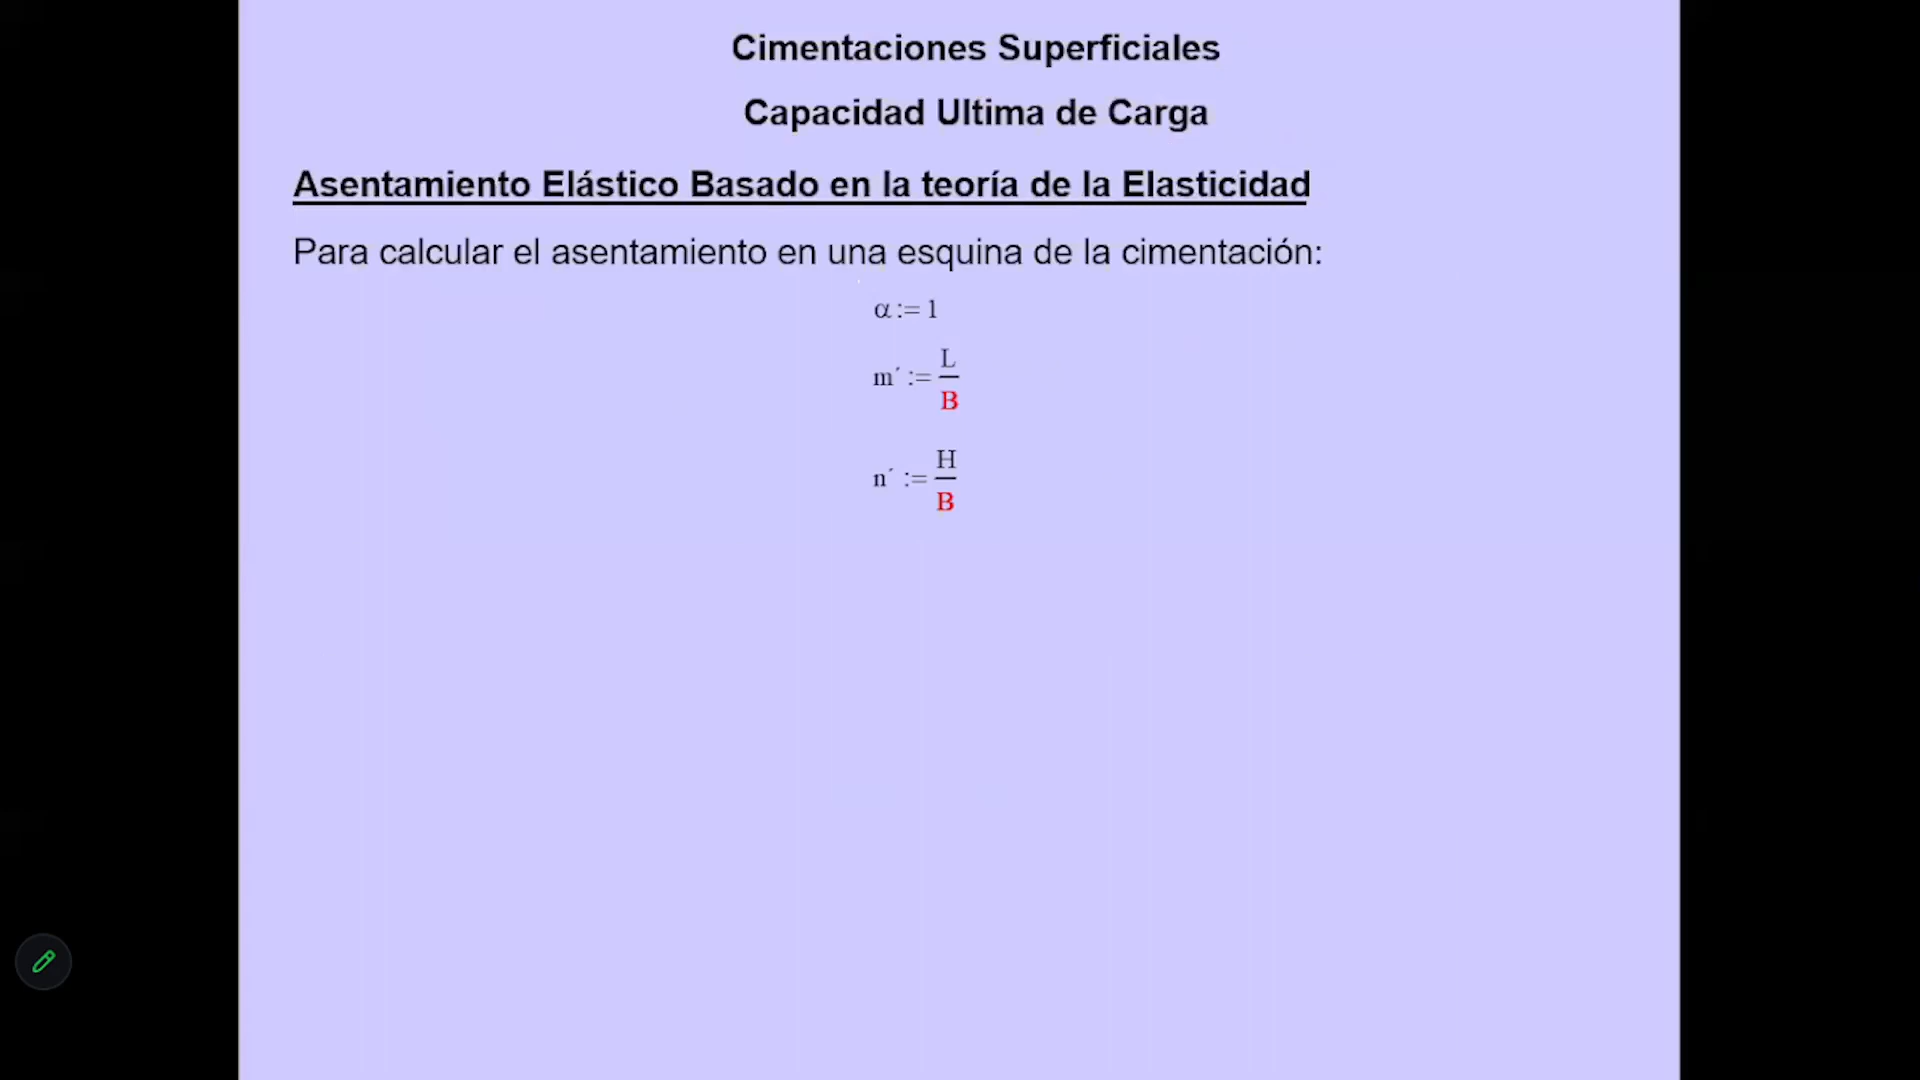 Cimentaciones Superficiales
Capacidad Ultima de Carga
Asentamiento Elástico Basado en la teoría de la Elasticidad
Para calcular el asentamiento en una esquina de la cimentación:
α := 1
m´ := L/B
n´ := H/B